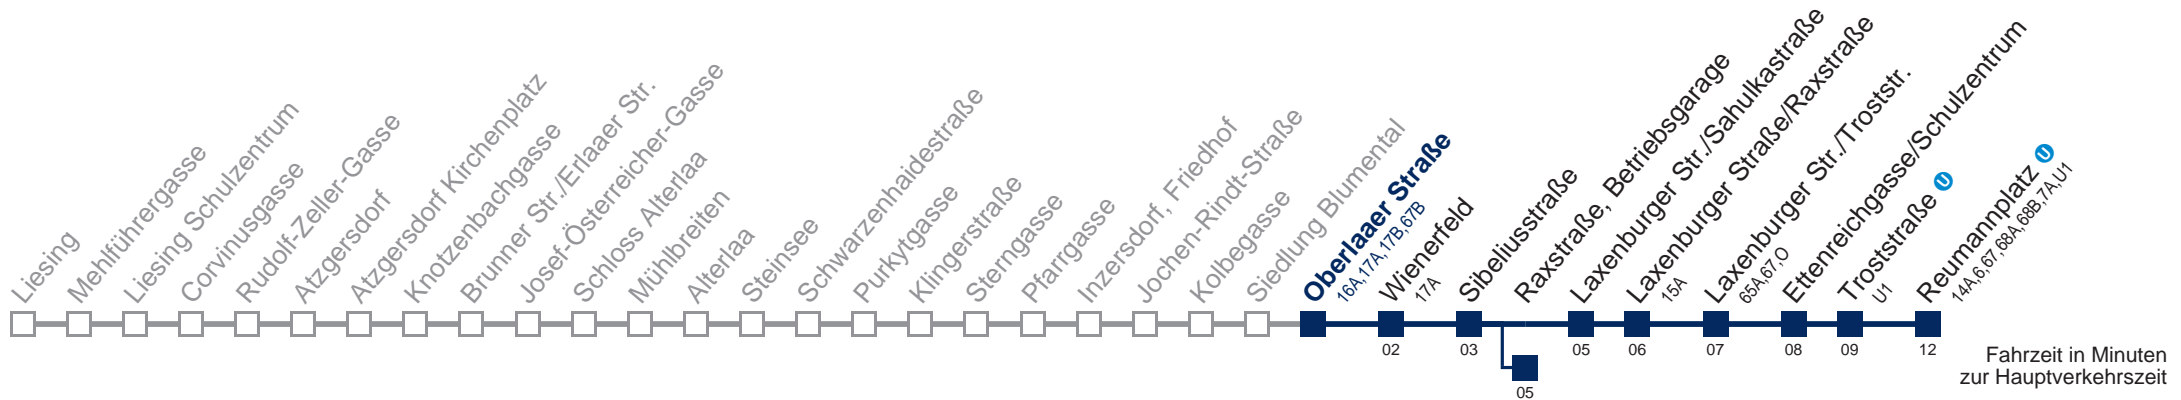 Liesing
Mehlführergasse
Liesing Schulzentrum
Corvinusgasse
Rudolf-Zeller-Gasse
Atzgersdorf
Atzgersdorf Kirchenplatz
Knotzenbachgasse
Brunner Str./Erlaaer Str.
Josef-Österreicher-Gasse
Schloss Alterlaa
Mühlbreiten
Alterlaa
Steinsee
Schwarzenhaidestraße
Purkytgasse
Klingerstraße
Sterngasse
Pfarrgasse
Inzersdorf, Friedhof
Jochen-Rindt-Straße
Kolbegasse
Siedlung Blumental
Oberlaaer Straße
16A,17A,17B,67B
Wienerfeld
17A
Sibeliusstraße
Raxstraße, Betriebsgarage
Laxenburger Str./Sahulkastraße
Laxenburger Straße/Raxstraße
15A
Laxenburger Str./Troststr.
65A,67,O
Ettenreichgasse/Schulzentrum
Troststraße U
U1
Reumannplatz U
14A,6,67,68A,68B,7A,U1
02 03 05 06 07 08 09 12
05
Fahrzeit in Minuten
zur Hauptverkehrszeit